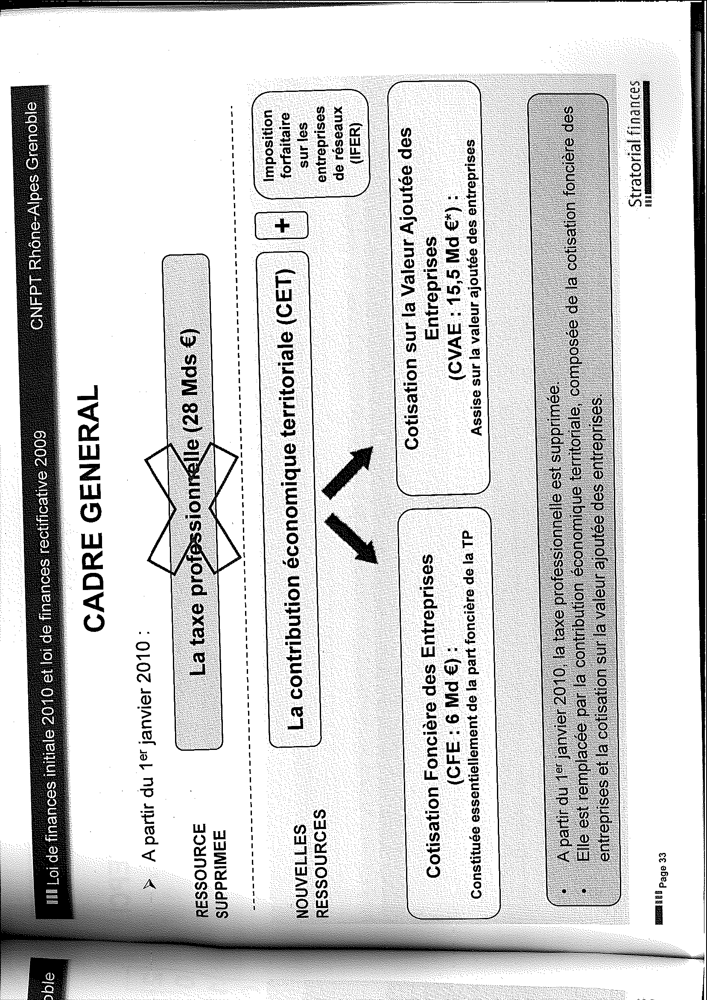 Loi de finances initiale 2010 et loi de finances rectificative 2009 CNFPT Rhône-Alpes Grenoble
CADRE GENERAL
➢ A partir du 1er janvier 2010 :
RESSOURCE
SUPPRIMEE
La taxe professionnelle (28 Mds €)
NOUVELLES
RESSOURCES
La contribution économique territoriale (CET)
+
Imposition
forfaitaire
sur les
entreprises
de réseaux
(IFER)
Cotisation Foncière des Entreprises
(CFE : 6 Md €) :
Constituée essentiellement de la part foncière de la TP
Cotisation sur la Valeur Ajoutée des
Entreprises
(CVAE : 15,5 Md €*) :
Assise sur la valeur ajoutée des entreprises
• A partir du 1er janvier 2010, la taxe professionnelle est supprimée.
• Elle est remplacée par la contribution économique territoriale, composée de la cotisation foncière des
entreprises et la cotisation sur la valeur ajoutée des entreprises.
Page 33
Stratorial finances
oble